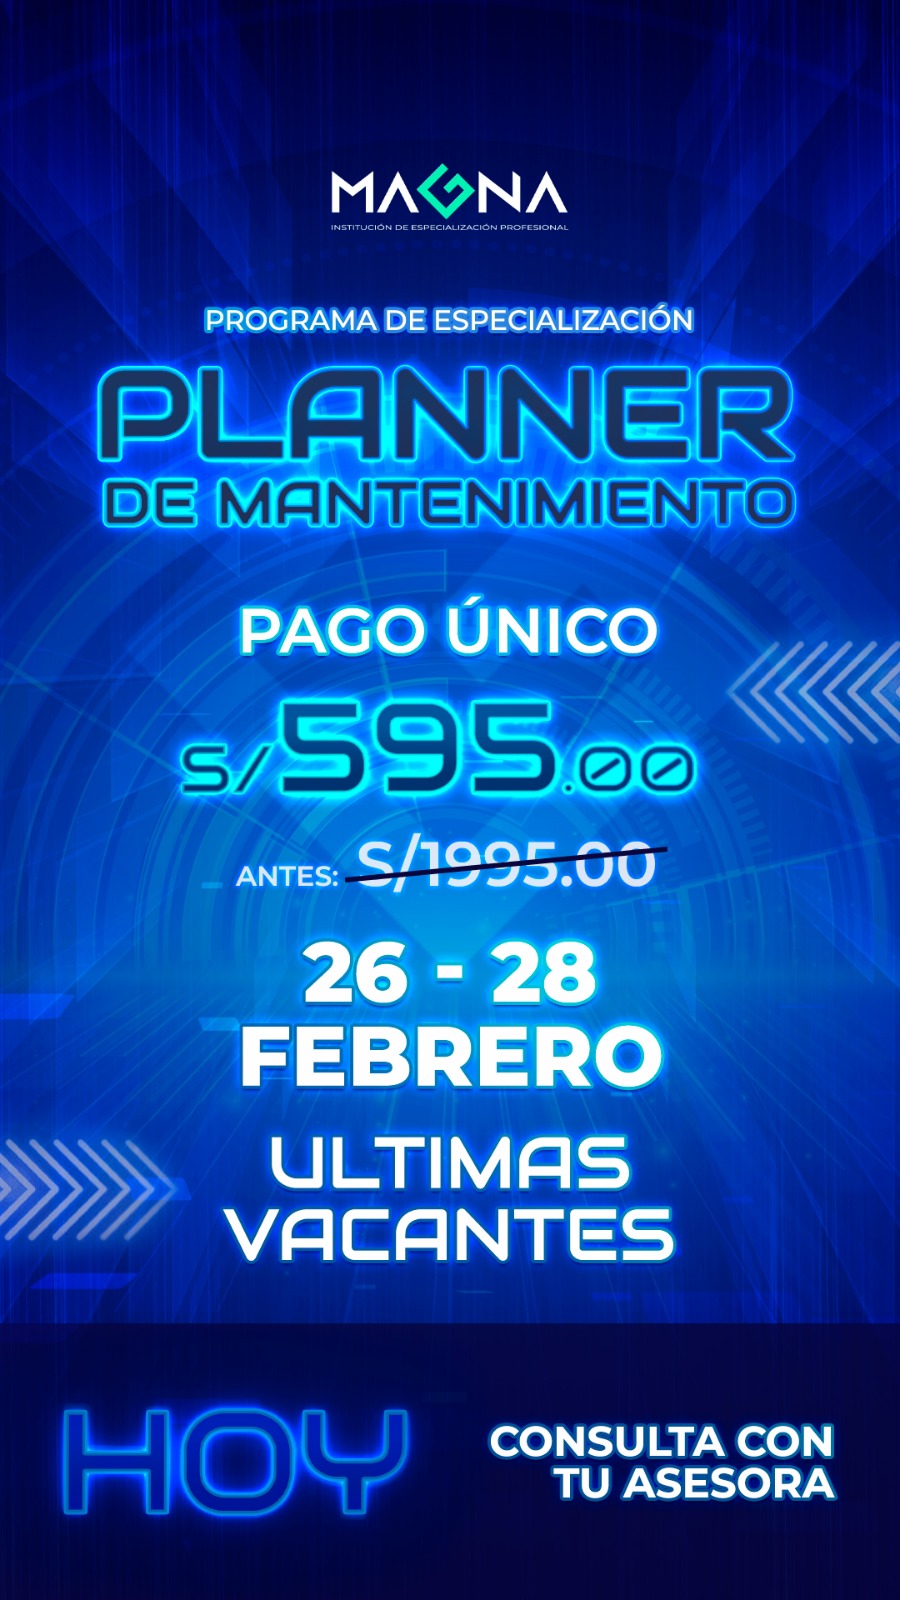 MAGNA
INSTITUCIÓN DE ESPECIALIZACIÓN PROFESIONAL
PROGRAMA DE ESPECIALIZACIÓN
PLANNER
DE MANTENIMIENTO
PAGO ÚNICO
S/595.00
ANTES: S/1995.00
26 - 28
FEBRERO
ULTIMAS
VACANTES
HOY
CONSULTA CON
TU ASESORA